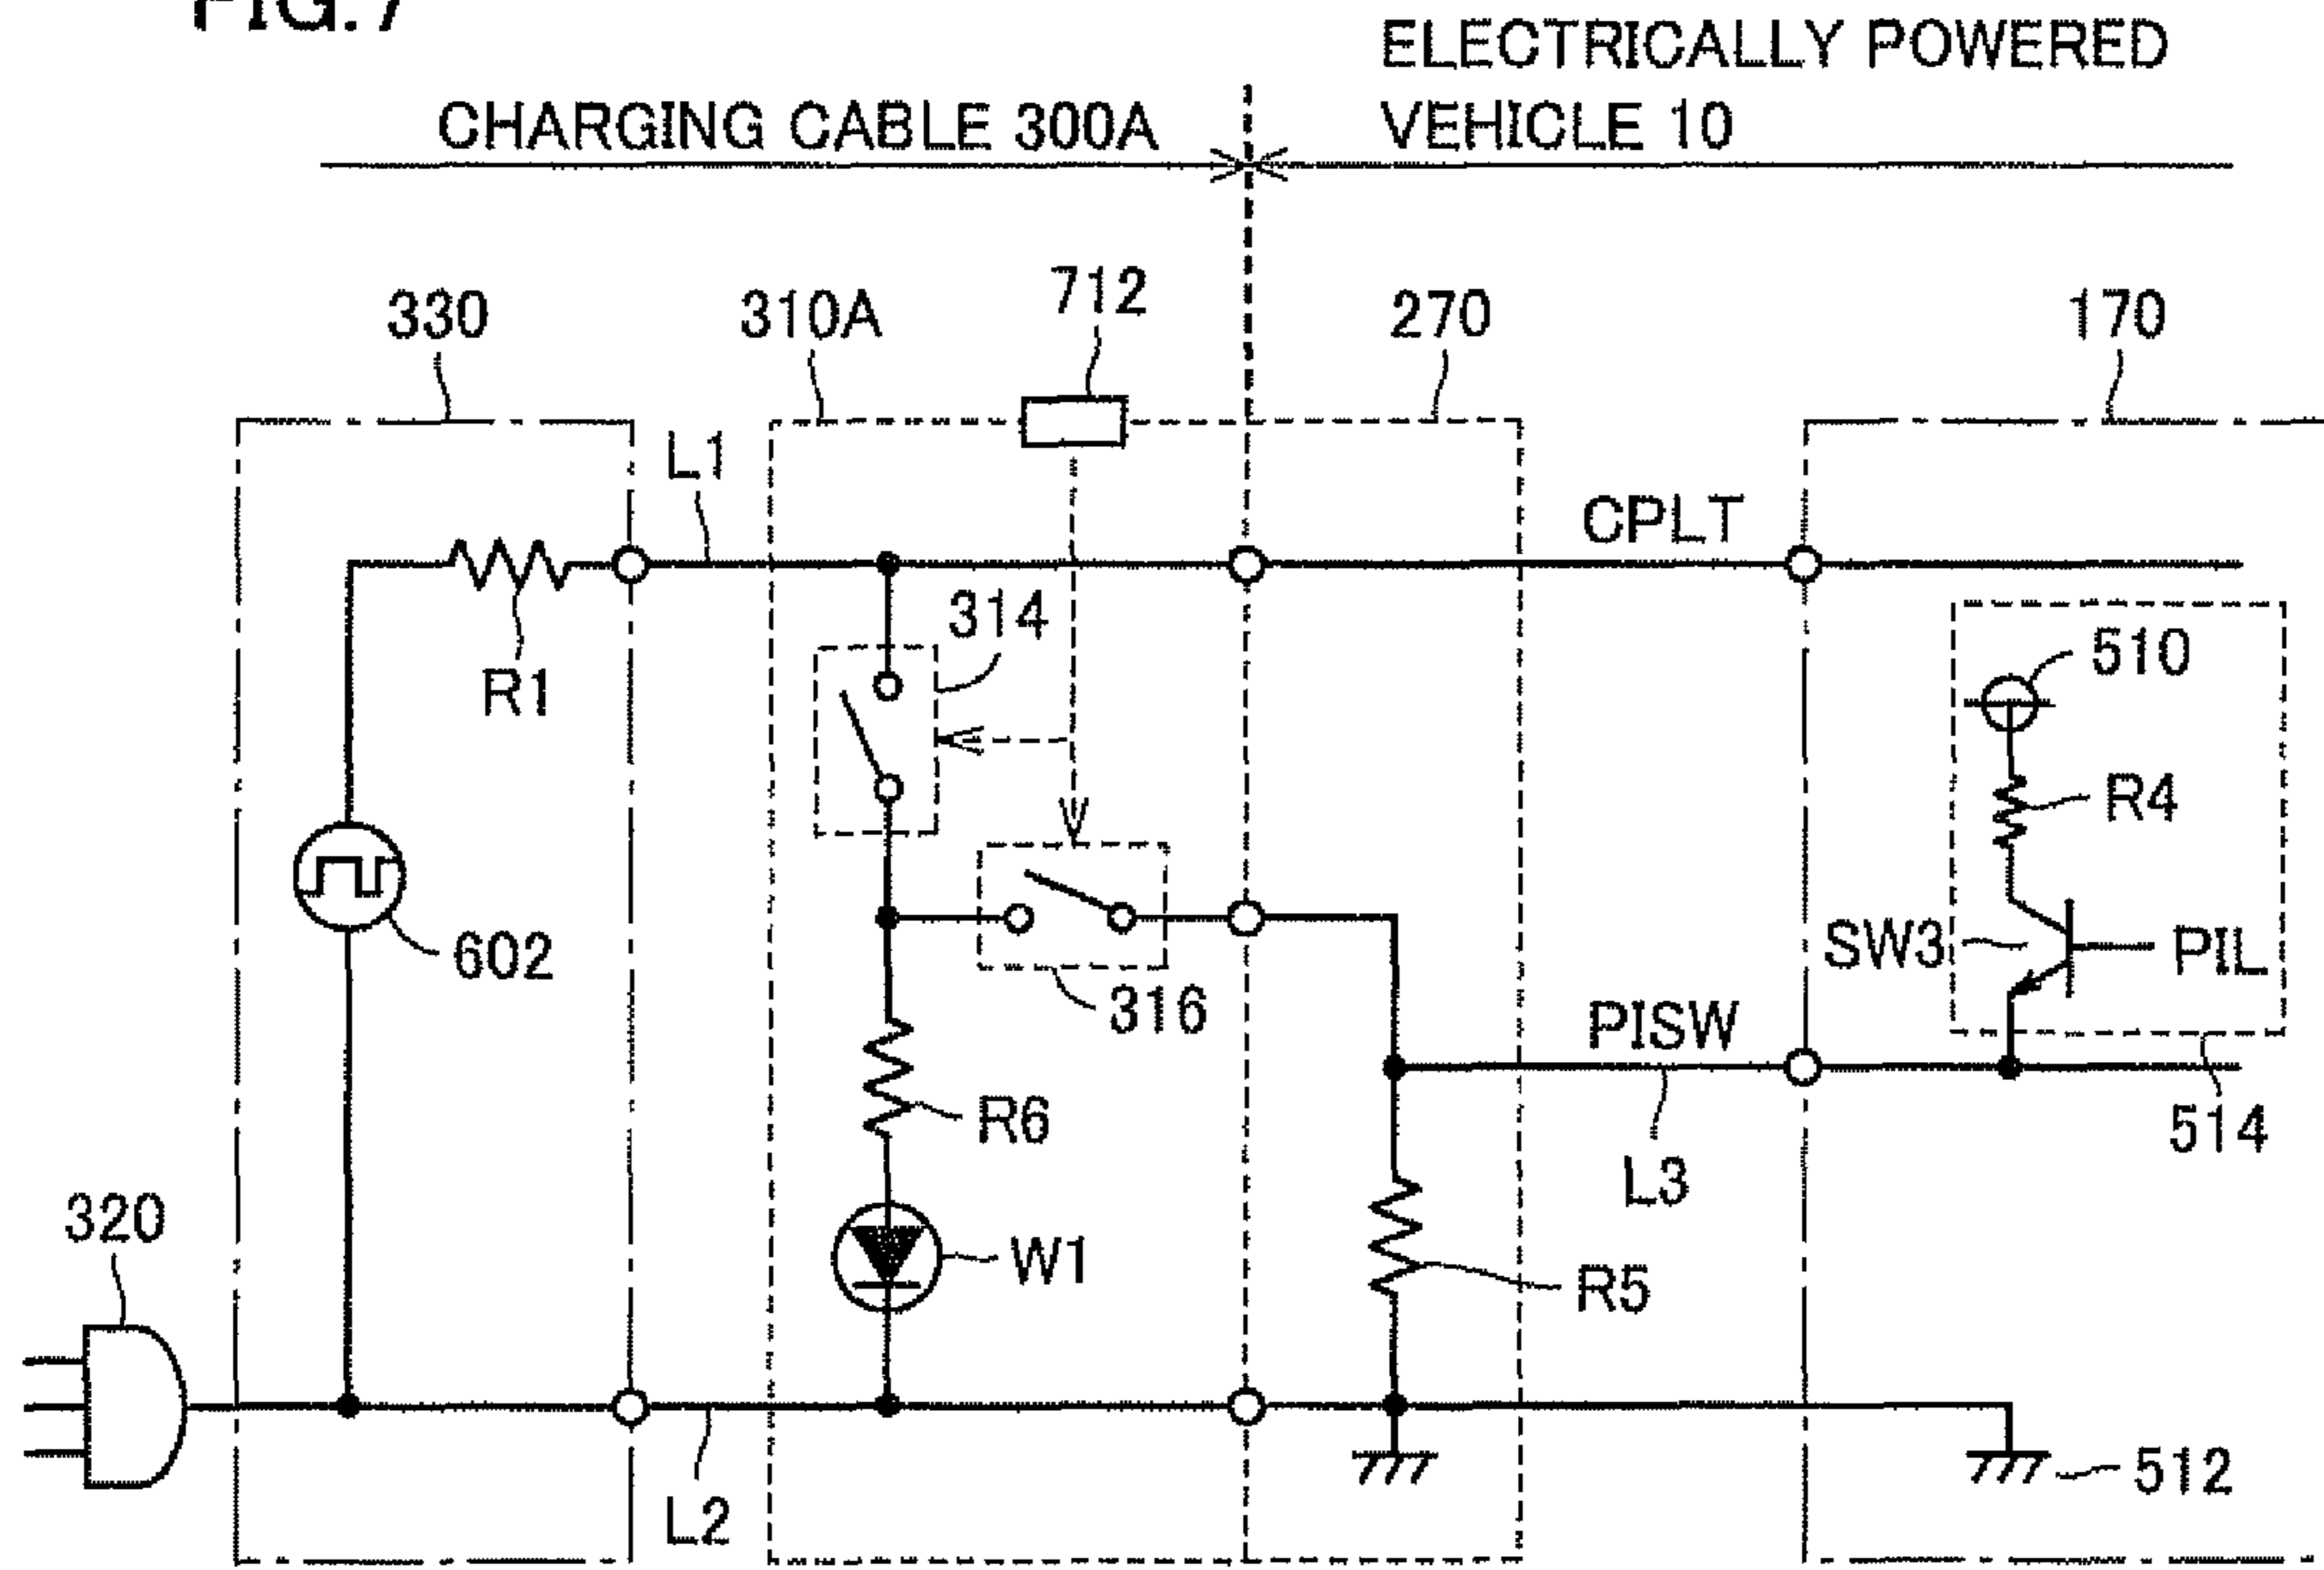 FIG.7
ELECTRICALLY POWERED
CHARGING CABLE 300A
VEHICLE 10
330
310A
712
270
170
L1
CPLT
314
510
R1
R4
602
SW3
PIL
316
PISW
R6
514
L3
320
W1
R5
512
L2